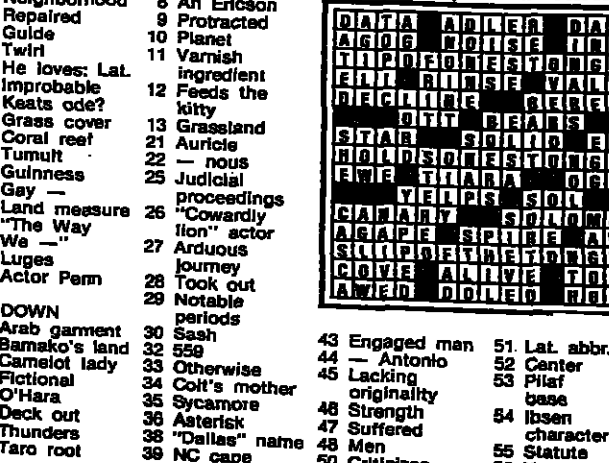 Neighborhood
Repaired
Guide
Twirl
He loves: Lat.
Improbable
Keats ode?
Grass cover
Coral reef
Tumult
Guinness
Gay —
Land measure
"The Way
We —"
Luges
Actor Penn
DOWN
Arab garment
Bamako's land
Camelot lady
Fictional
O'Hara
Deck out
Thunders
Taro root
8 An Ericson
9 Protracted
10 Planet
11 Varnish
ingredient
12 Feeds the
kitty
13 Grassland
21 Auricle
22 — nous
25 Judicial
proceedings
26 "Cowardly
lion" actor
27 Arduous
journey
28 Took out
29 Notable
periods
30 Sash
32 559
33 Otherwise
34 Colt's mother
35 Sycamore
36 Asterisk
38 "Dallas" name
39 NC cape
43 Engaged man
44 — Antonio
45 Lacking
originality
46 Strength
47 Suffered
48 Men
50 Criticizes
51. Lat. abbr.
52 Center
53 Pilaf
base
54 Ibsen
character
55 Statute
DATA ADLER DA
AGOG NOISE IN
TIPOFONESTONG
ELI RINSE VAL
DECLINE BERE
OTT BEARS
STAR SOLID E
HOLDSONESTONG
EWE TIARA OG
YELPS SOL
CANARY SOLOM
AGAPE SPIRE A
SLIPOFTHETONG
COVE ALIVE TO
AWED DOLED